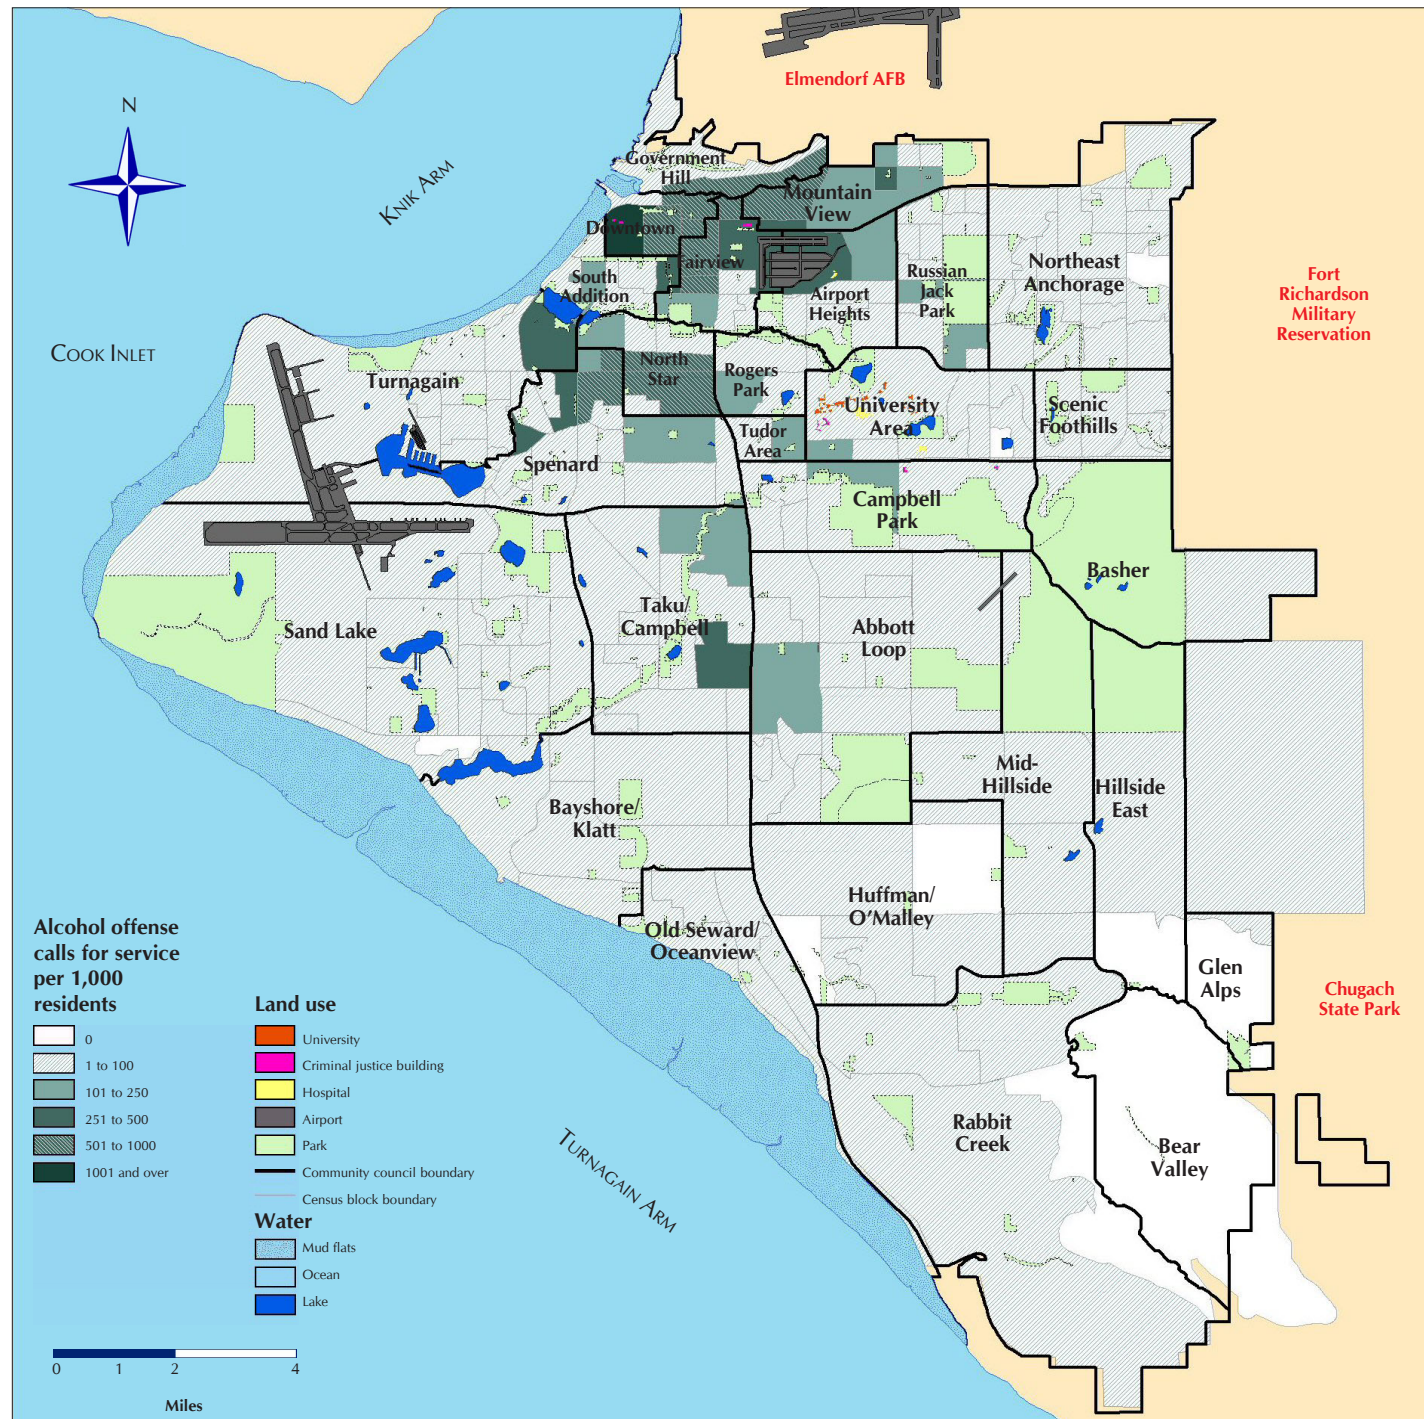 Elmendorf AFB
N
KNIK ARM
Government
Hill
Mountain
View
Downtown
Fairview
South
Addition
Airport
Heights
Russian
Jack
Park
Northeast
Anchorage
Fort
Richardson
Military
Reservation
COOK INLET
Turnagain
North
Star
Rogers
Park
University
Area
Scenic
Foothills
Tudor
Area
Spenard
Campbell
Park
Basher
Sand Lake
Taku/
Campbell
Abbott
Loop
Mid-
Hillside
Hillside
East
Bayshore/
Klatt
Huffman/
O'Malley
Old Seward/
Oceanview
Glen
Alps
Chugach
State Park
Rabbit
Creek
Bear
Valley
TURNAGAIN ARM
Alcohol offense
calls for service
per 1,000
residents
0
1 to 100
101 to 250
251 to 500
501 to 1000
1001 and over
Land use
University
Criminal justice building
Hospital
Airport
Park
Community council boundary
Census block boundary
Water
Mud flats
Ocean
Lake
0 1 2 4
Miles